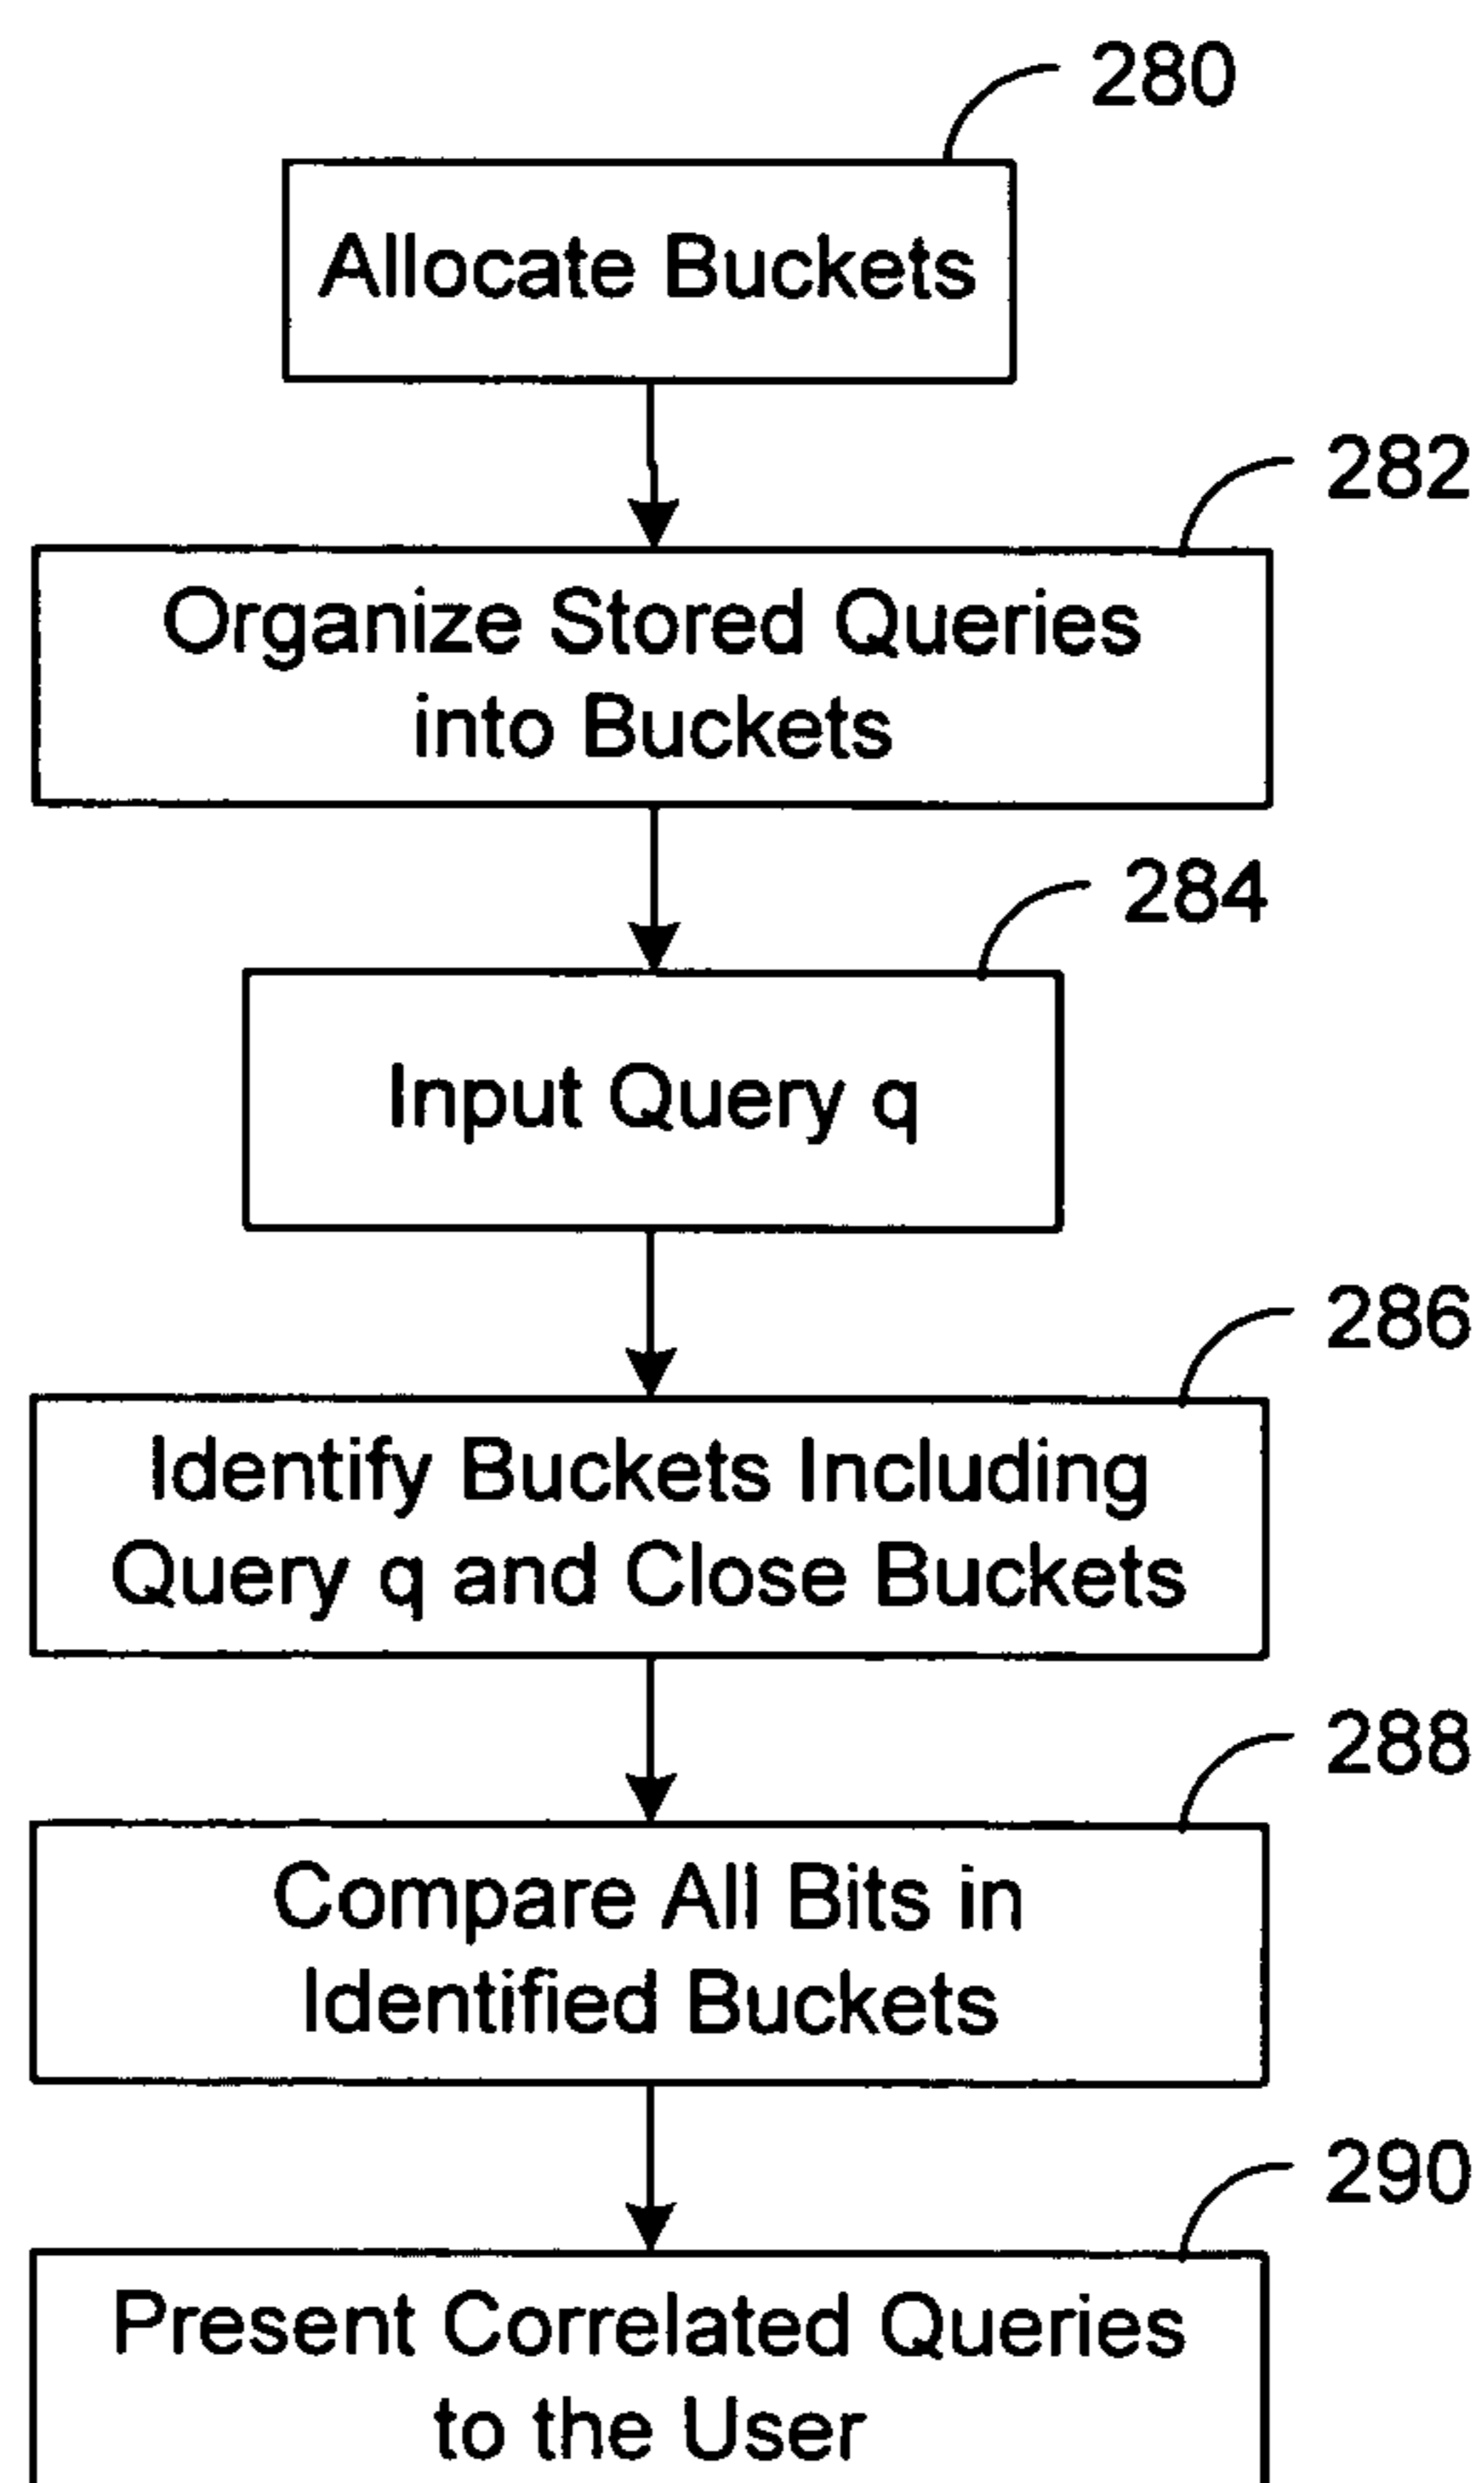 280
Allocate Buckets
282
Organize Stored Queries
into Buckets
284
Input Query q
286
Identify Buckets Including
Query q and Close Buckets
288
Compare All Bits in
Identified Buckets
290
Present Correlated Queries
to the User